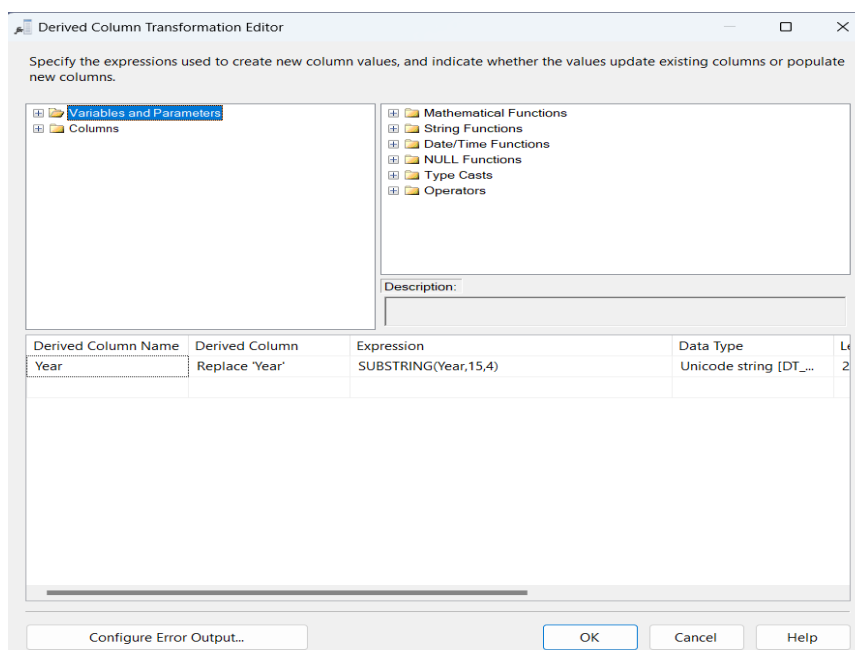 Derived Column Transformation Editor
Specify the expressions used to create new column values, and indicate whether the values update existing columns or populate
new columns.
Variables and Parameters
Columns
Mathematical Functions
String Functions
Date/Time Functions
NULL Functions
Type Casts
Operators
Description:
Derived Column Name Derived Column Expression Data Type
Year Replace 'Year' SUBSTRING(Year,15,4) Unicode string [DT_... 2
Configure Error Output... OK Cancel Help